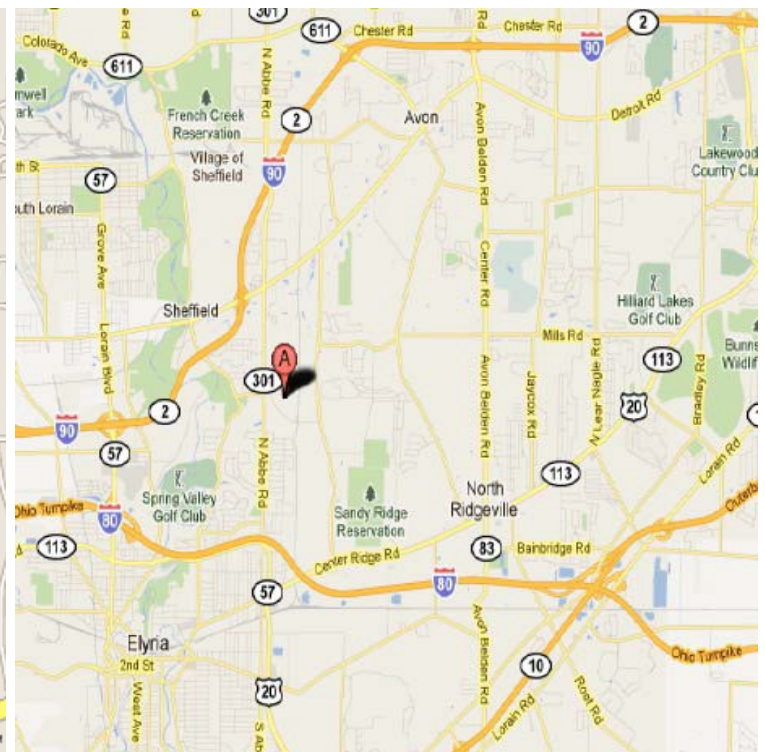 301
Rd
611
Chester Rd
Chester Rd
2
90
Colorado Ave
611
N Abbe Rd
French Creek
Reservation
2
Avon
Detroit Rd
Village of
Sheffield
90
Lakewood
57
Avon Belden Rd
Grove Ave
Center Rd
Sheffield
Hilliard Lakes
Golf Club
Mills Rd
Lorain Blvd
A
301
113
Avon Belden Rd
Jaycox Rd
N Lear Nagle Rd
Bradley Rd
20
2
90
57
N Abbe Rd
Lorain Rd
113
Spring Valley
Golf Club
Sandy Ridge
Reservation
North
Ridgeville
Ohio Turnpike
80
113
Center Ridge Rd
83
Bainbridge Rd
80
57
Elyria
2nd St
Avon Belden Rd
Ohio Turnpike
10
20
West Ave
Root Rd
Lorain Rd